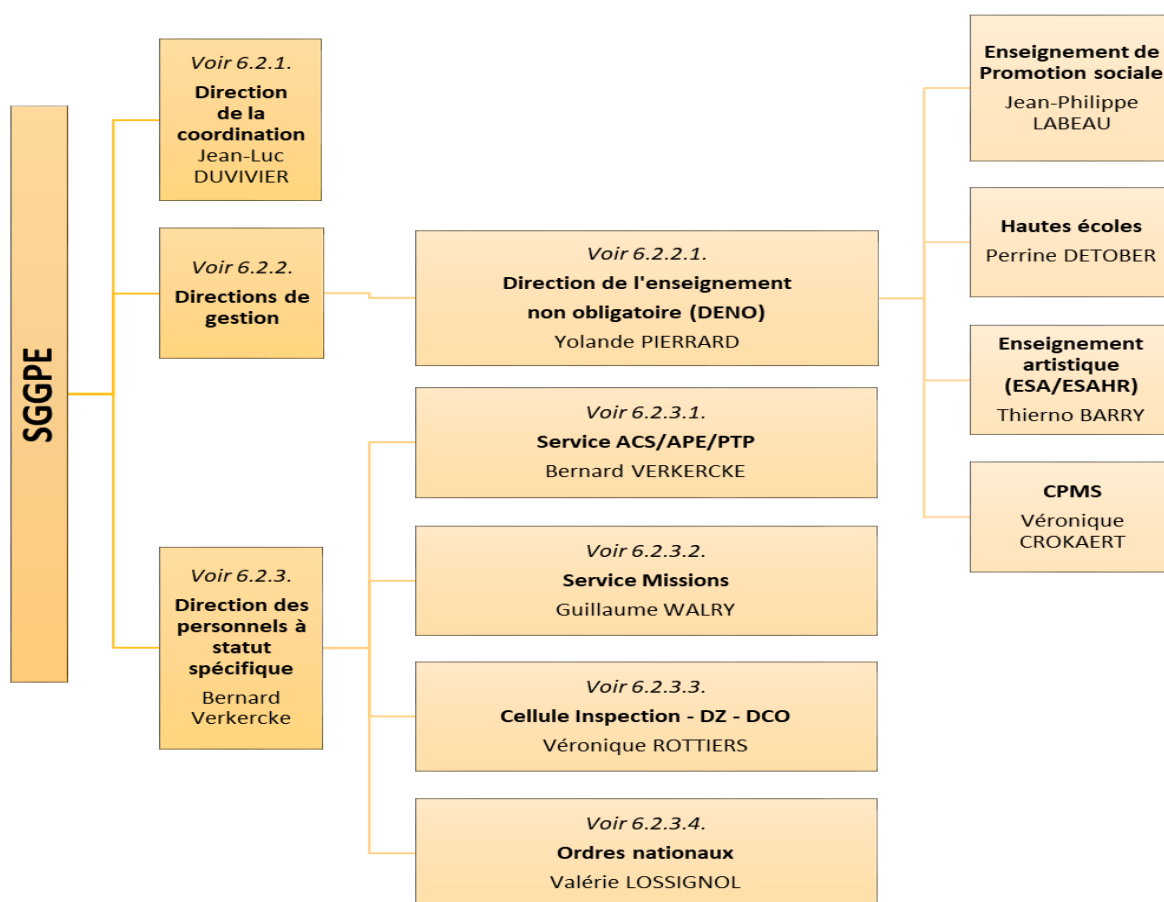 SGGPE
Voir 6.2.1.
Direction
de la
coordination
Jean-Luc
DUVIVIER
Voir 6.2.2.
Directions de
gestion
Voir 6.2.2.1.
Direction de l'enseignement
non obligatoire (DENO)
Yolande PIERRARD
Enseignement de
Promotion sociale
Jean-Philippe
LABEAU
Hautes écoles
Perrine DETOBER
Enseignement
artistique
(ESA/ESAHR)
Thierno BARRY
CPMS
Véronique
CROKAERT
Voir 6.2.3.
Direction des
personnels à
statut
spécifique
Bernard
Verkercke
Voir 6.2.3.1.
Service ACS/APE/PTP
Bernard VERKERCKE
Voir 6.2.3.2.
Service Missions
Guillaume WALRY
Voir 6.2.3.3.
Cellule Inspection - DZ - DCO
Véronique ROTTIERS
Voir 6.2.3.4.
Ordres nationaux
Valérie LOSSIGNOL